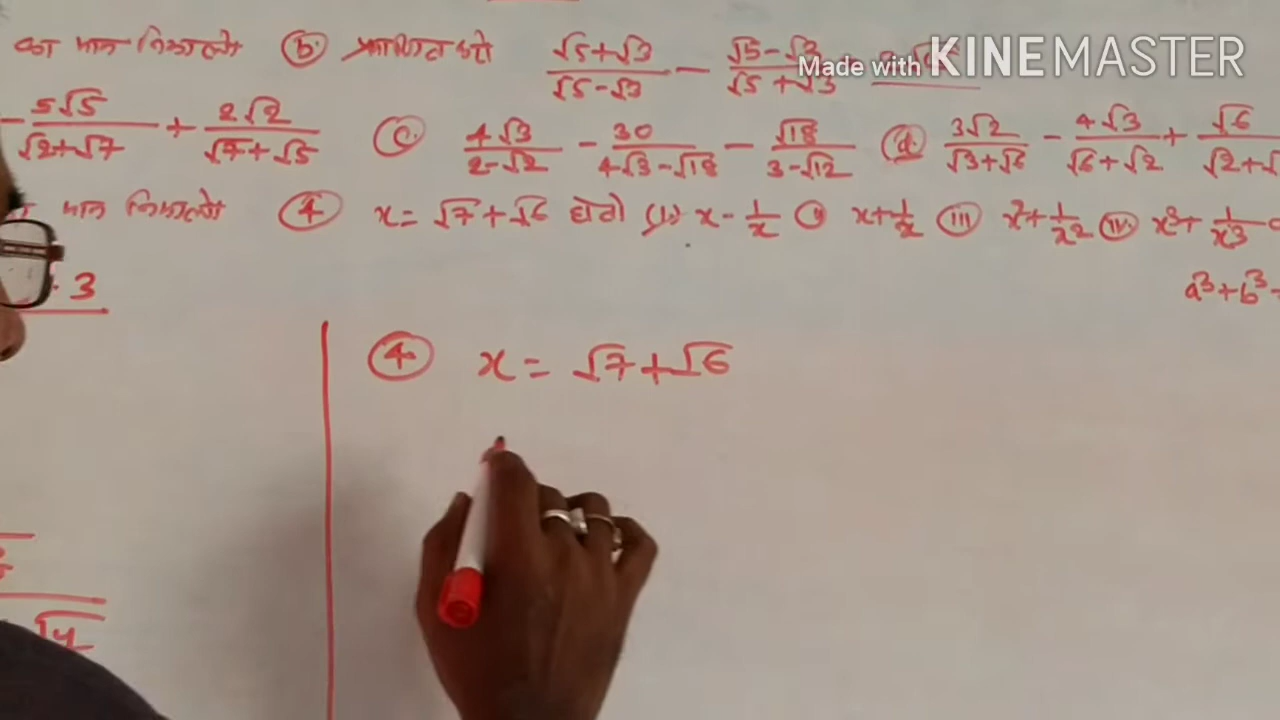 का मान निकालो (b) प्रमाणित करो √5+√3/√5-√3 - √5-√3/√5+√3
Made with KINEMASTER
- 5√5/√2+√7 + 2√2/√7+√5 (c) 4√3/2-√2 - 30/4√3-√18 - √18/3-√12 (d) 3√2/√3+√6 - 4√3/√6+√2 + √6/√2+√
मान निकालो (4) x = √7+√6 हो तो (i) x - 1/x (ii) x + 1/x (iii) x² + 1/x² (iv) x³ + 1/x³
3
a³+b³
(4) x = √7+√6
√4